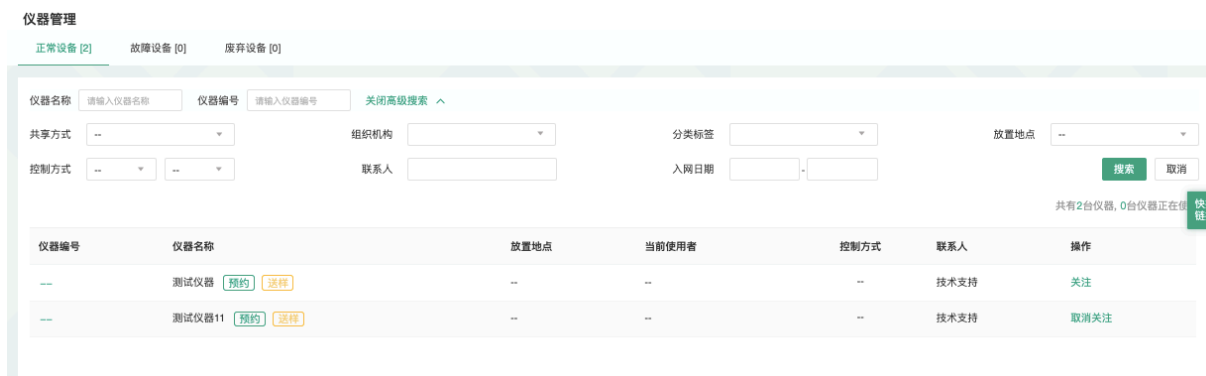 仪器管理
正常设备 [2] 故障设备 [0] 废弃设备 [0]
仪器名称 请输入仪器名称 仪器编号 请输入仪器编号 关闭高级搜索
共享方式 -- 组织机构 分类标签 放置地点 --
控制方式 -- -- 联系人 入网日期 - 搜索 取消
共有2台仪器, 0台仪器正在使
快
链
仪器编号 仪器名称 放置地点 当前使用者 控制方式 联系人 操作
-- 测试仪器 预约 送样 -- -- -- 技术支持 关注
-- 测试仪器11 预约 送样 -- -- -- 技术支持 取消关注